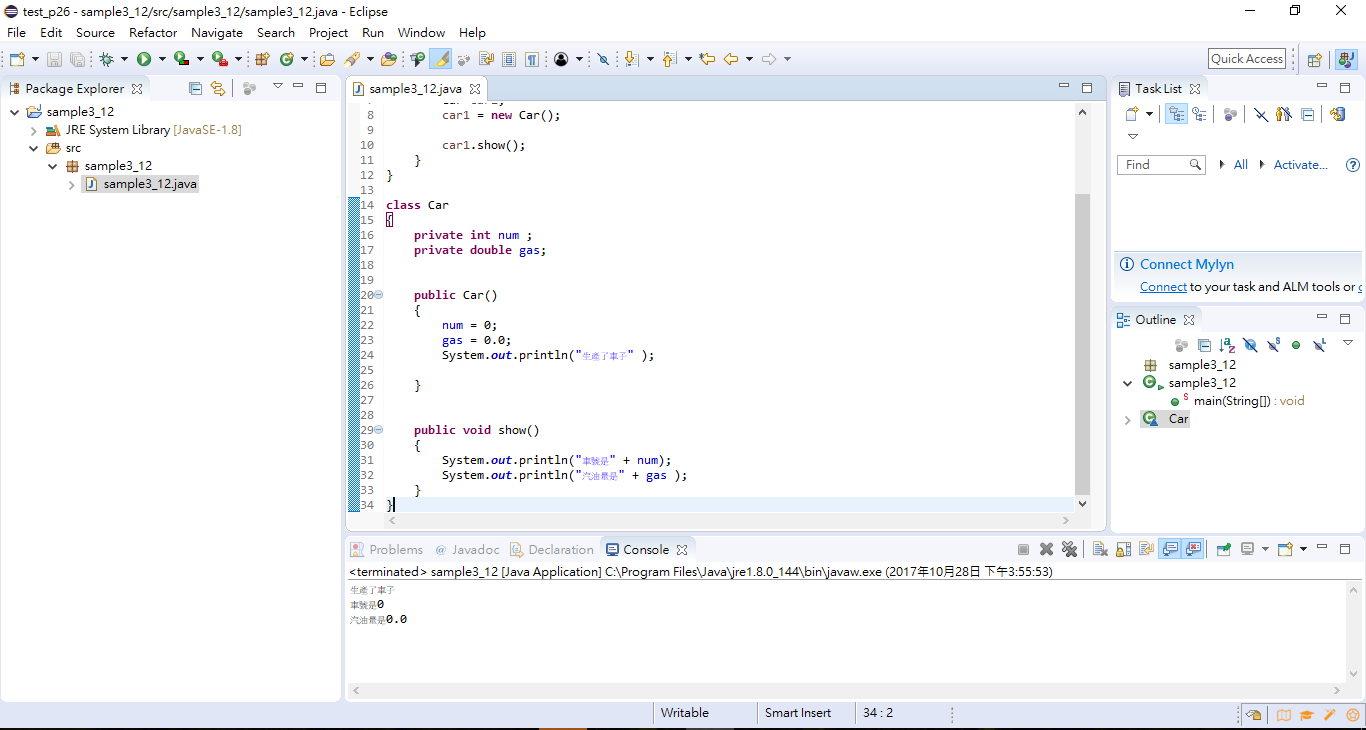 test_p26 - sample3_12/src/sample3_12/sample3_12.java - Eclipse
File Edit Source Refactor Navigate Search Project Run Window Help
Quick Access
Package Explorer
sample3_12
JRE System Library [JavaSE-1.8]
src
sample3_12
sample3_12.java
sample3_12.java
8 car1 = new Car();
9
10 car1.show();
11 }
12 }
13
14 class Car
15 {
16 private int num ;
17 private double gas;
18
19
20 public Car()
21 {
22 num = 0;
23 gas = 0.0;
24 System.out.println("生產了車子" );
25
26 }
27
28
29 public void show()
30 {
31 System.out.println("車號是" + num);
32 System.out.println("汽油量是" + gas );
33 }
34 }
Task List
Find All Activate...
Connect Mylyn
Connect to your task and ALM tools or
Outline
sample3_12
sample3_12
main(String[]) : void
Car
Problems @ Javadoc Declaration Console
<terminated> sample3_12 [Java Application] C:\Program Files\Java\jre1.8.0_144\bin\javaw.exe (2017年10月28日 下午3:55:53)
生產了車子
車號是0
汽油量是0.0
Writable Smart Insert 34 : 2